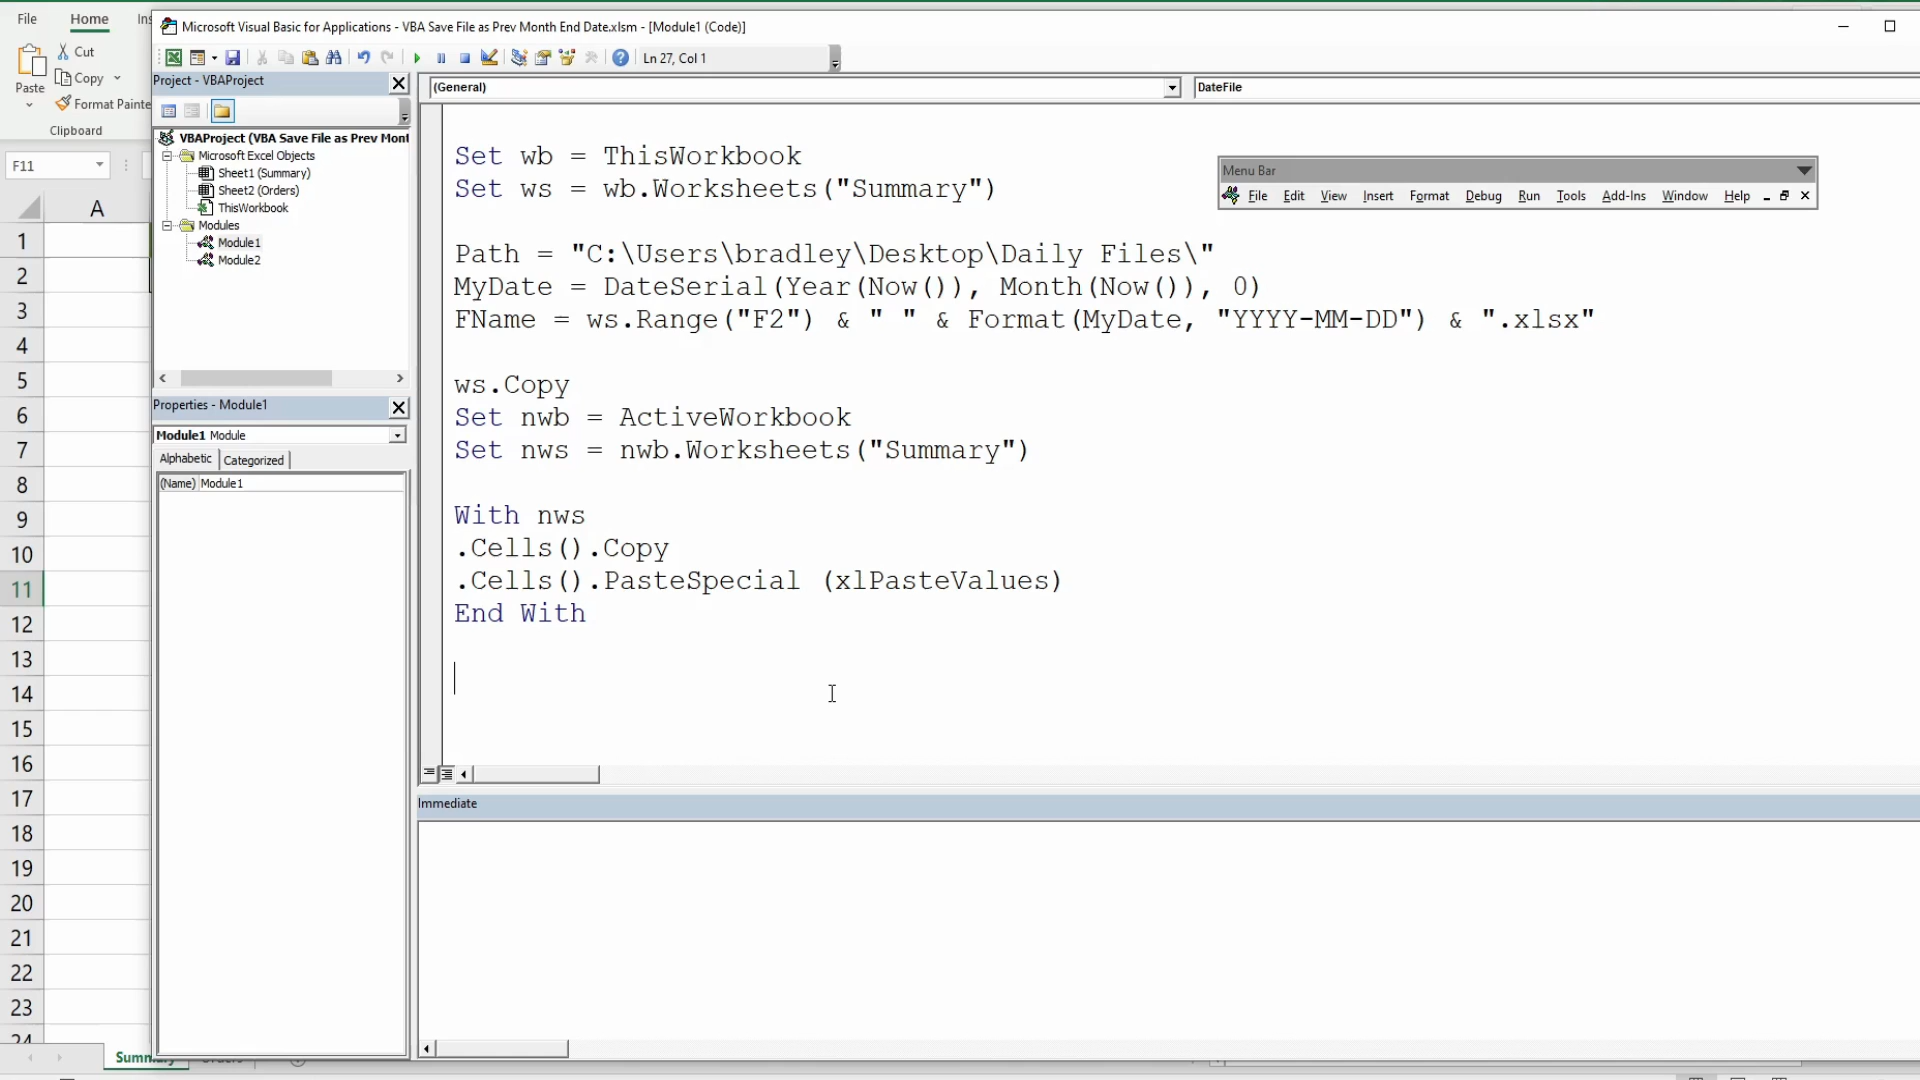 File Home Ins
Microsoft Visual Basic for Applications - VBA Save File as Prev Month End Date.xlsm - [Module1 (Code)]
Cut
Copy
Paste
Format Painte
Clipboard
Ln 27, Col 1
Project - VBAProject
(General)
DateFile
VBAProject (VBA Save File as Prev Mont
Microsoft Excel Objects
Sheet1 (Summary)
Sheet2 (Orders)
ThisWorkbook
Modules
Module1
Module2
F11
A
1
2
3
4
5
6
7
8
9
10
11
12
13
14
15
16
17
18
19
20
21
22
23
24
Properties - Module1
Module1 Module
Alphabetic Categorized
(Name) Module1
Menu Bar
File Edit View Insert Format Debug Run Tools Add-Ins Window Help
Set wb = ThisWorkbook
Set ws = wb.Worksheets("Summary")
Path = "C:\Users\bradley\Desktop\Daily Files\"
MyDate = DateSerial(Year(Now()), Month(Now()), 0)
FName = ws.Range("F2") & " " & Format(MyDate, "YYYY-MM-DD") & ".xlsx"
ws.Copy
Set nwb = ActiveWorkbook
Set nws = nwb.Worksheets("Summary")
With nws
.Cells().Copy
.Cells().PasteSpecial (xlPasteValues)
End With
Immediate
Summary Orders